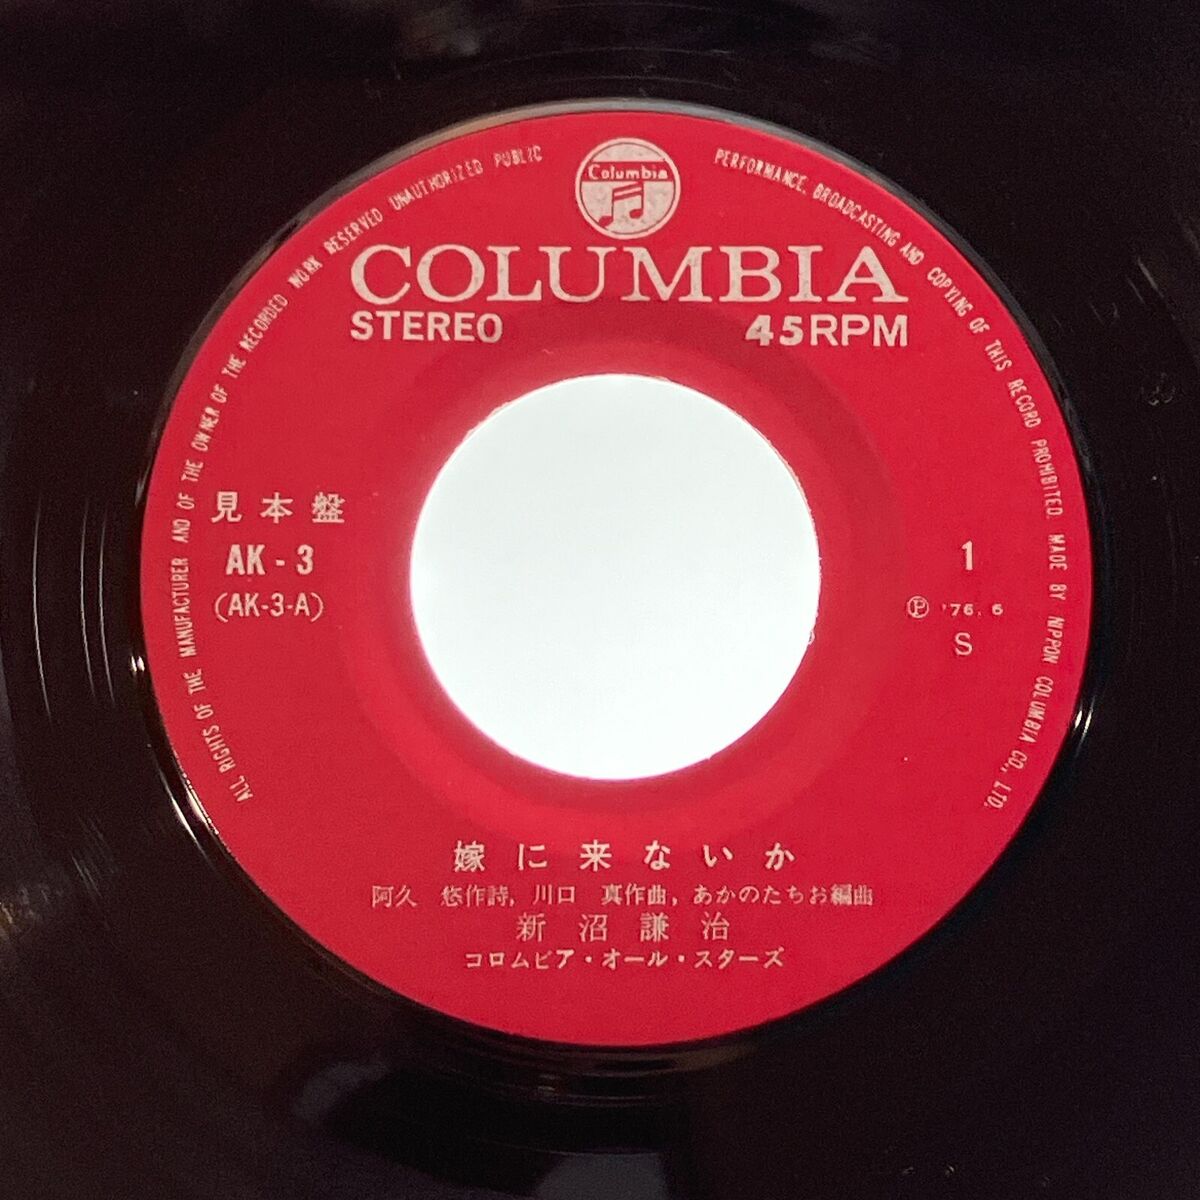 ALL RIGHTS OF THE MANUFACTURER AND OF THE OWNER OF THE RECORDED WORK RESERVED UNAUTHORIZED PUBLIC PERFORMANCE, BROADCASTING AND COPYING OF THIS RECORD PROHIBITED. MADE BY NIPPON COLUMBIA CO., LTD.
Columbia
COLUMBIA
STEREO 45RPM
見本盤
AK-3
(AK-3-A)
1
Ⓟ '76. 6
S
嫁に来ないか
阿久 悠作詩, 川口 真作曲, あかのたちお編曲
新沼謙治
コロムビア・オール・スターズ